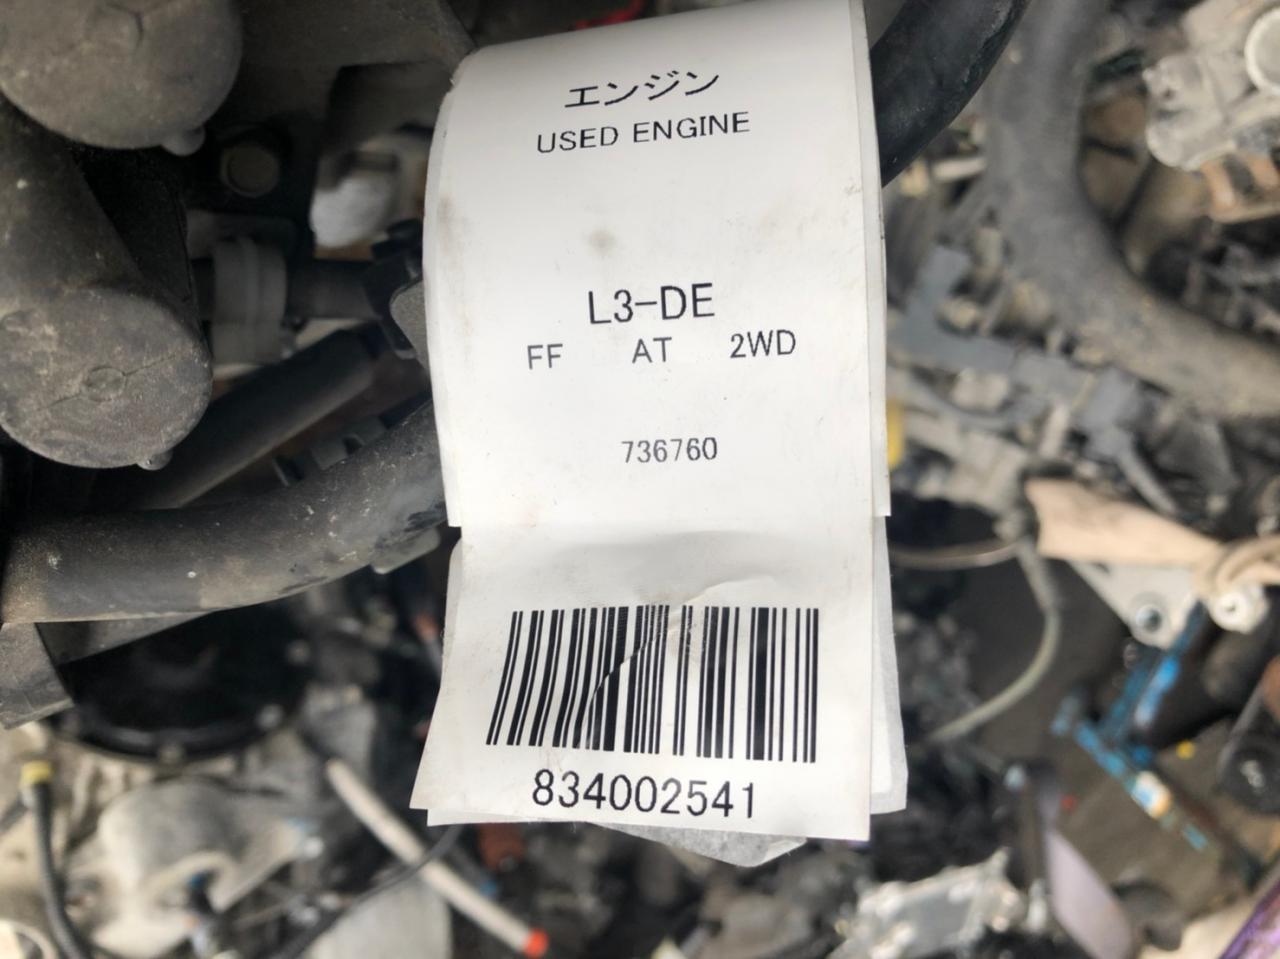 エンジン
USED ENGINE
L3-DE
FF AT 2WD
736760
834002541